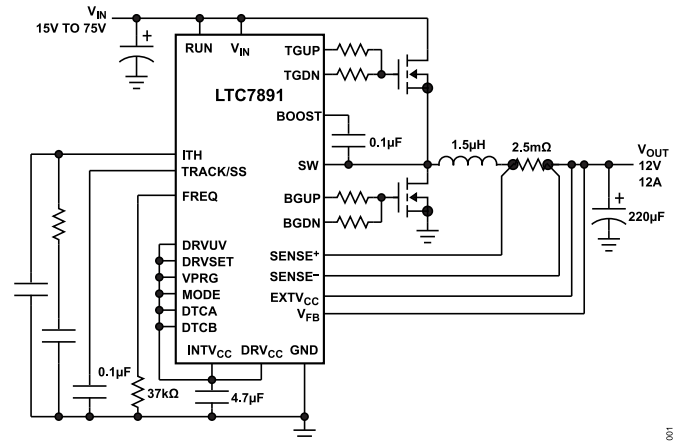 VIN
15V TO 75V
RUN
VIN
TGUP
TGDN
LTC7891
BOOST
0.1μF
1.5μH
2.5mΩ
VOUT
12V
12A
ITH
TRACK/SS
FREQ
SW
BGUP
BGDN
220μF
DRVUV
DRVSET
VPRG
MODE
DTCA
DTCB
SENSE+
SENSE–
EXTVCC
VFB
INTVCC
DRVCC
GND
0.1μF
37kΩ
4.7μF
001